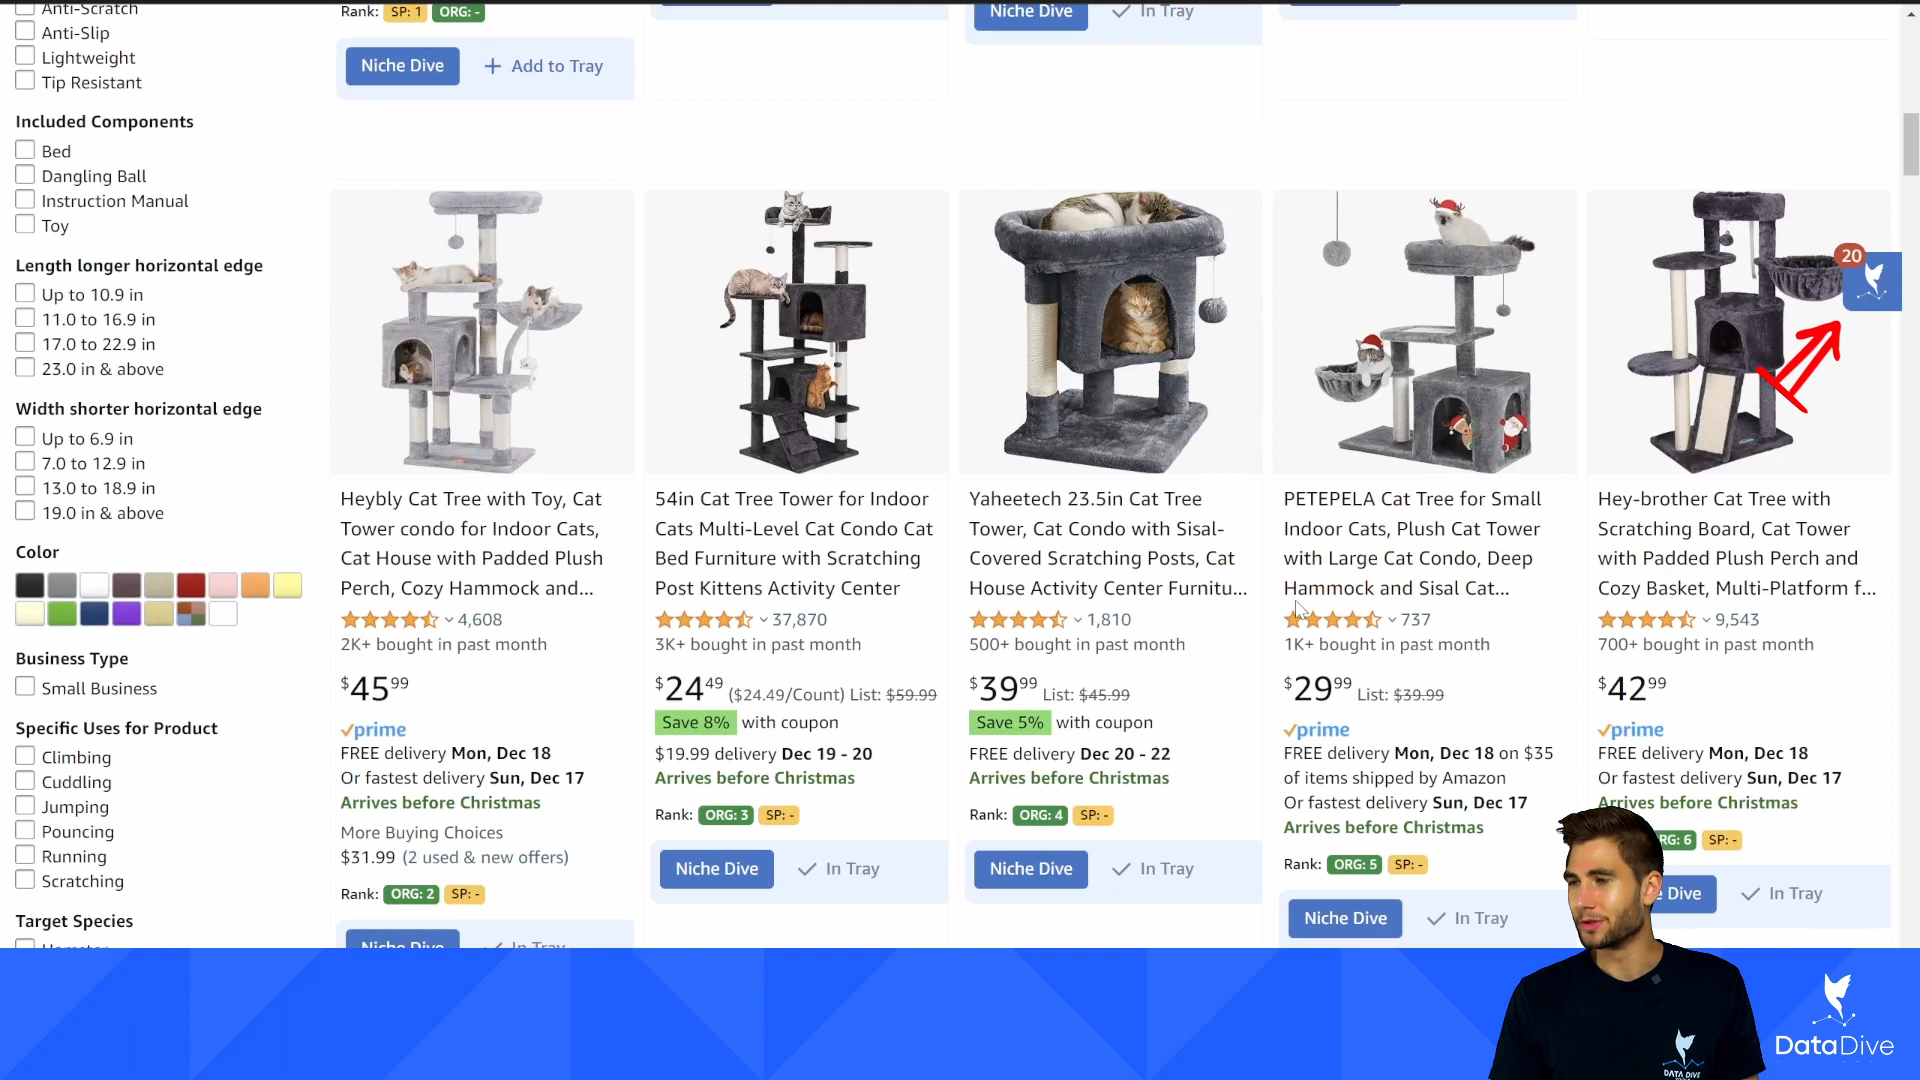 Anti-Scratch
Anti-Slip
Lightweight
Tip Resistant
Included Components
Bed
Dangling Ball
Instruction Manual
Toy
Length longer horizontal edge
Up to 10.9 in
11.0 to 16.9 in
17.0 to 22.9 in
23.0 in & above
Width shorter horizontal edge
Up to 6.9 in
7.0 to 12.9 in
13.0 to 18.9 in
19.0 in & above
Color
Business Type
Small Business
Specific Uses for Product
Climbing
Cuddling
Jumping
Pouncing
Running
Scratching
Target Species
Hamster
Rank: SP: 1 ORG: -
Niche Dive + Add to Tray
Niche Dive In Tray
20
Heybly Cat Tree with Toy, Cat
Tower condo for Indoor Cats,
Cat House with Padded Plush
Perch, Cozy Hammock and...
4,608
2K+ bought in past month
$45.99
prime
FREE delivery Mon, Dec 18
Or fastest delivery Sun, Dec 17
Arrives before Christmas
More Buying Choices
$31.99 (2 used & new offers)
Rank: ORG: 2 SP: -
Niche Dive In Tray
54in Cat Tree Tower for Indoor
Cats Multi-Level Cat Condo Cat
Bed Furniture with Scratching
Post Kittens Activity Center
37,870
3K+ bought in past month
$24.49 ($24.49/Count) List: $59.99
Save 8% with coupon
$19.99 delivery Dec 19 - 20
Arrives before Christmas
Rank: ORG: 3 SP: -
Niche Dive In Tray
Yaheetech 23.5in Cat Tree
Tower, Cat Condo with Sisal-
Covered Scratching Posts, Cat
House Activity Center Furnitu...
1,810
500+ bought in past month
$39.99 List: $45.99
Save 5% with coupon
FREE delivery Dec 20 - 22
Arrives before Christmas
Rank: ORG: 4 SP: -
Niche Dive In Tray
PETEPELA Cat Tree for Small
Indoor Cats, Plush Cat Tower
with Large Cat Condo, Deep
Hammock and Sisal Cat...
737
1K+ bought in past month
$29.99 List: $39.99
prime
FREE delivery Mon, Dec 18 on $35
of items shipped by Amazon
Or fastest delivery Sun, Dec 17
Arrives before Christmas
Rank: ORG: 5 SP: -
Niche Dive In Tray
Hey-brother Cat Tree with
Scratching Board, Cat Tower
with Padded Plush Perch and
Cozy Basket, Multi-Platform f...
9,543
700+ bought in past month
$42.99
prime
FREE delivery Mon, Dec 18
Or fastest delivery Sun, Dec 17
Arrives before Christmas
RG: 6 SP: -
e Dive In Tray
DATA DIVE
DataDive